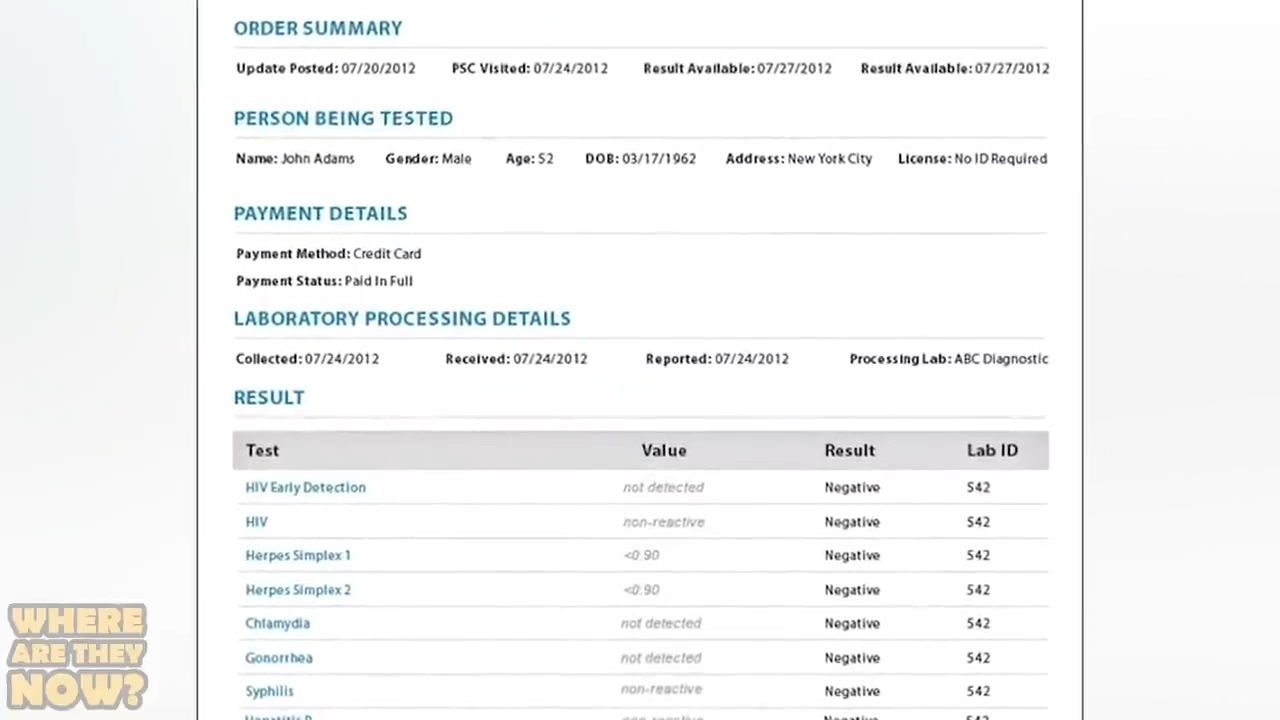 ORDER SUMMARY
Update Posted: 07/20/2012 PSC Visited: 07/24/2012 Result Available: 07/27/2012 Result Available: 07/27/2012
PERSON BEING TESTED
Name: John Adams Gender: Male Age: 52 DOB: 03/17/1962 Address: New York City License: No ID Required
PAYMENT DETAILS
Payment Method: Credit Card
Payment Status: Paid In Full
LABORATORY PROCESSING DETAILS
Collected: 07/24/2012 Received: 07/24/2012 Reported: 07/24/2012 Processing Lab: ABC Diagnostic
RESULT
Test Value Result Lab ID
HIV Early Detection not detected Negative 542
HIV non-reactive Negative 542
Herpes Simplex 1 <0.90 Negative 542
Herpes Simplex 2 <0.90 Negative 542
Chlamydia not detected Negative 542
Gonorrhea not detected Negative 542
Syphilis non-reactive Negative 542
WHERE
ARE THEY
NOW?